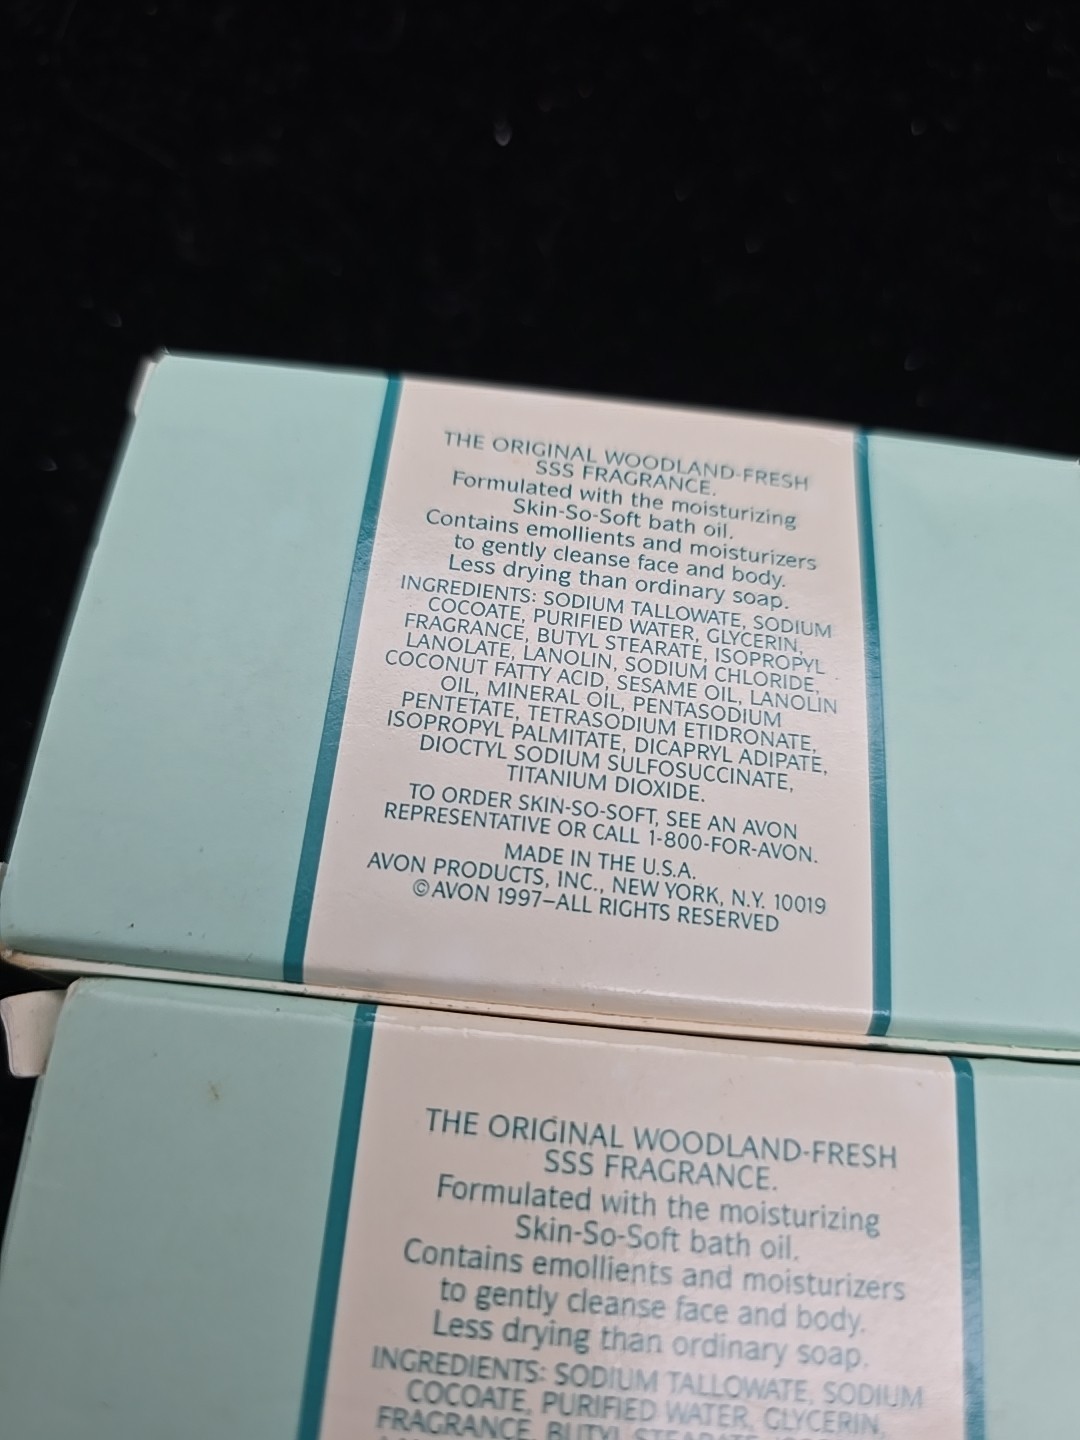 THE ORIGINAL WOODLAND-FRESH
SSS FRAGRANCE.
Formulated with the moisturizing
Skin-So-Soft bath oil.
Contains emollients and moisturizers
to gently cleanse face and body.
Less drying than ordinary soap.
INGREDIENTS: SODIUM TALLOWATE, SODIUM
COCOATE, PURIFIED WATER, GLYCERIN,
FRAGRANCE, BUTYL STEARATE, ISOPROPYL
LANOLATE, LANOLIN, SODIUM CHLORIDE,
COCONUT FATTY ACID, SESAME OIL, LANOLIN
OIL, MINERAL OIL, PENTASODIUM
PENTETATE, TETRASODIUM ETIDRONATE,
ISOPROPYL PALMITATE, DICAPRYL ADIPATE,
DIOCTYL SODIUM SULFOSUCCINATE,
TITANIUM DIOXIDE.
TO ORDER SKIN-SO-SOFT, SEE AN AVON
REPRESENTATIVE OR CALL 1-800-FOR-AVON.
MADE IN THE U.S.A.
AVON PRODUCTS, INC., NEW YORK, N.Y. 10019
©AVON 1997–ALL RIGHTS RESERVED
THE ORIGINAL WOODLAND-FRESH
SSS FRAGRANCE.
Formulated with the moisturizing
Skin-So-Soft bath oil.
Contains emollients and moisturizers
to gently cleanse face and body.
Less drying than ordinary soap.
INGREDIENTS: SODIUM TALLOWATE, SODIUM
COCOATE, PURIFIED WATER, GLYCERIN,
FRAGRANCE, BUTYL STEARATE,